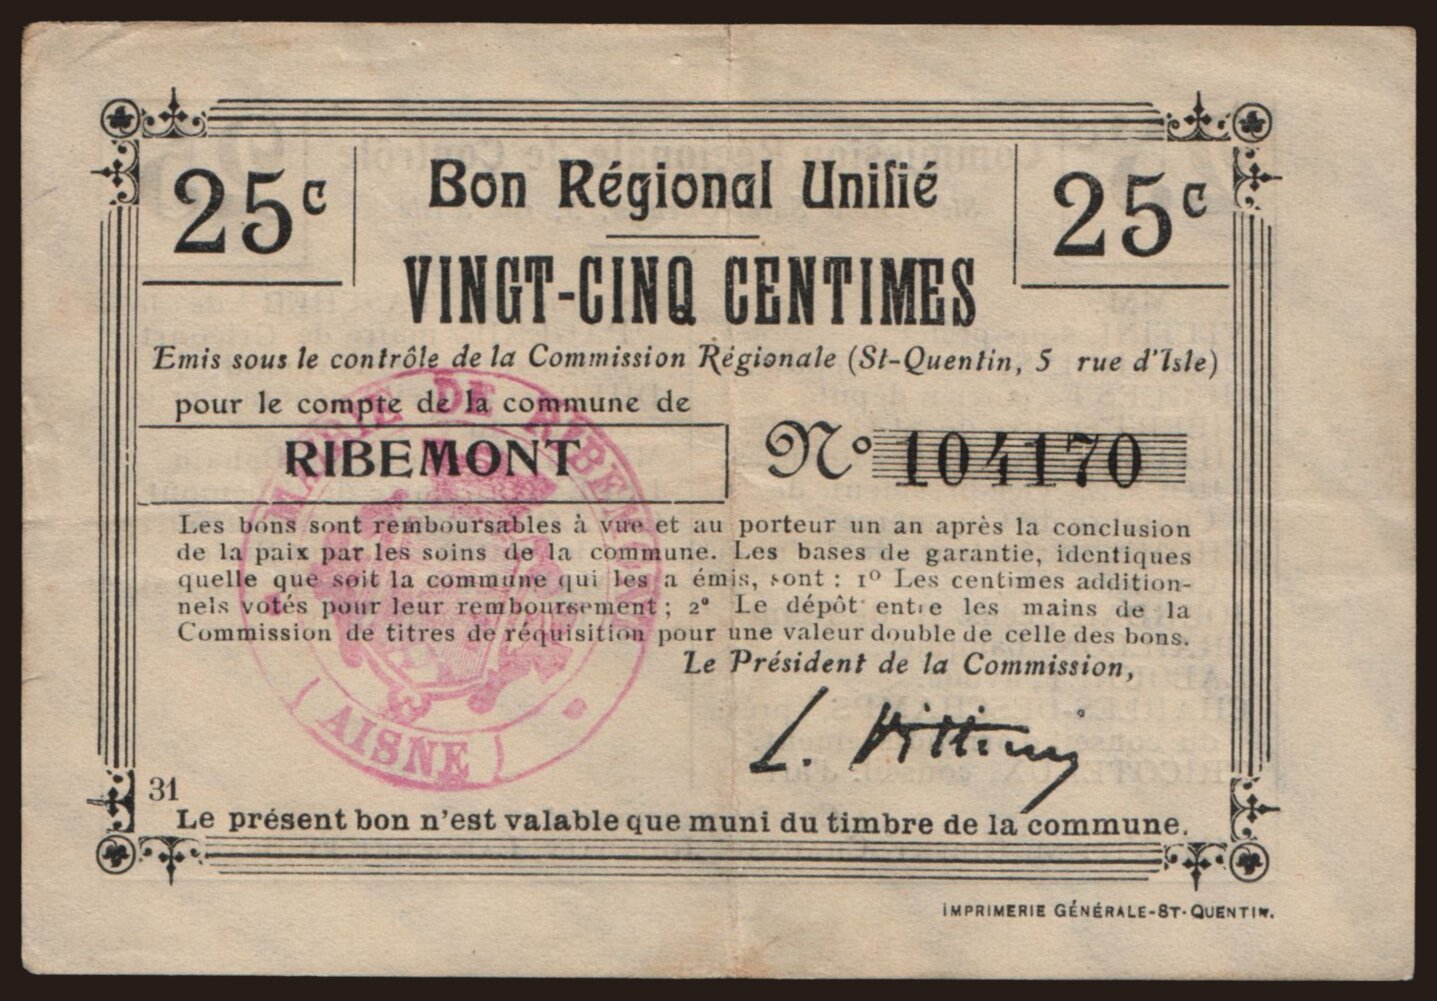 25c
Bon Régional Unifié
25c
VINGT-CINQ CENTIMES
Emis sous le contrôle de la Commission Régionale (St-Quentin, 5 rue d'Isle)
pour le compte de la commune de
RIBEMONT
No 104170
Les bons sont remboursables à vue et au porteur un an après la conclusion
de la paix par les soins de la commune. Les bases de garantie, identiques
quelle que soit la commune qui les a émis, sont : 1o Les centimes addition-
nels votés pour leur remboursement ; 2o Le dépôt entre les mains de la
Commission de titres de réquisition pour une valeur double de celle des bons.
Le Président de la Commission,
MAIRIE DE RIBEMONT
AISNE
31
Le présent bon n'est valable que muni du timbre de la commune.
IMPRIMERIE GÉNÉRALE-ST-QUENTIN.